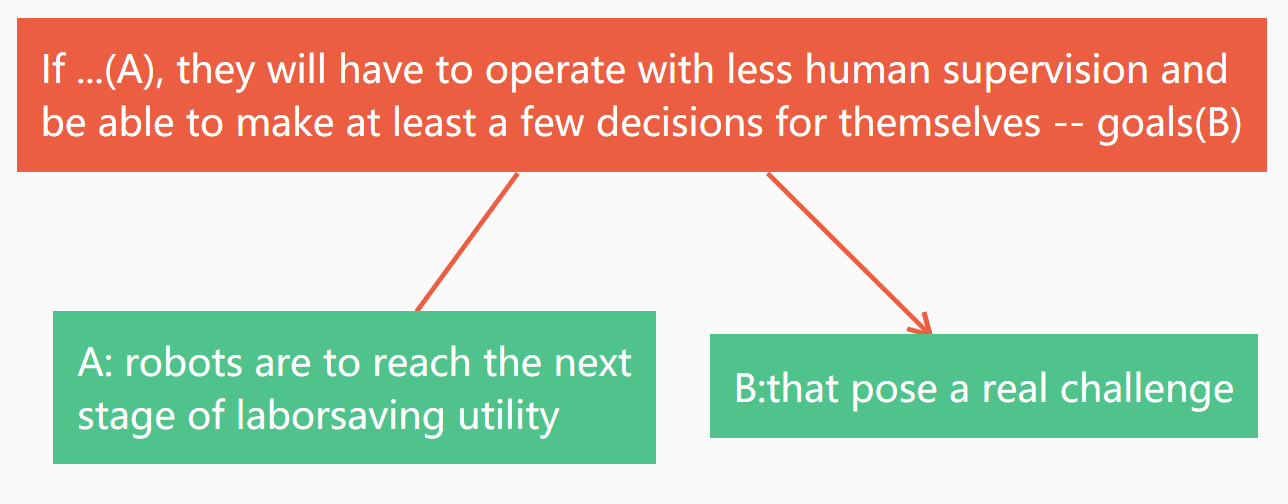 If ...(A), they will have to operate with less human supervision and
be able to make at least a few decisions for themselves -- goals(B)
A: robots are to reach the next
stage of laborsaving utility
B:that pose a real challenge